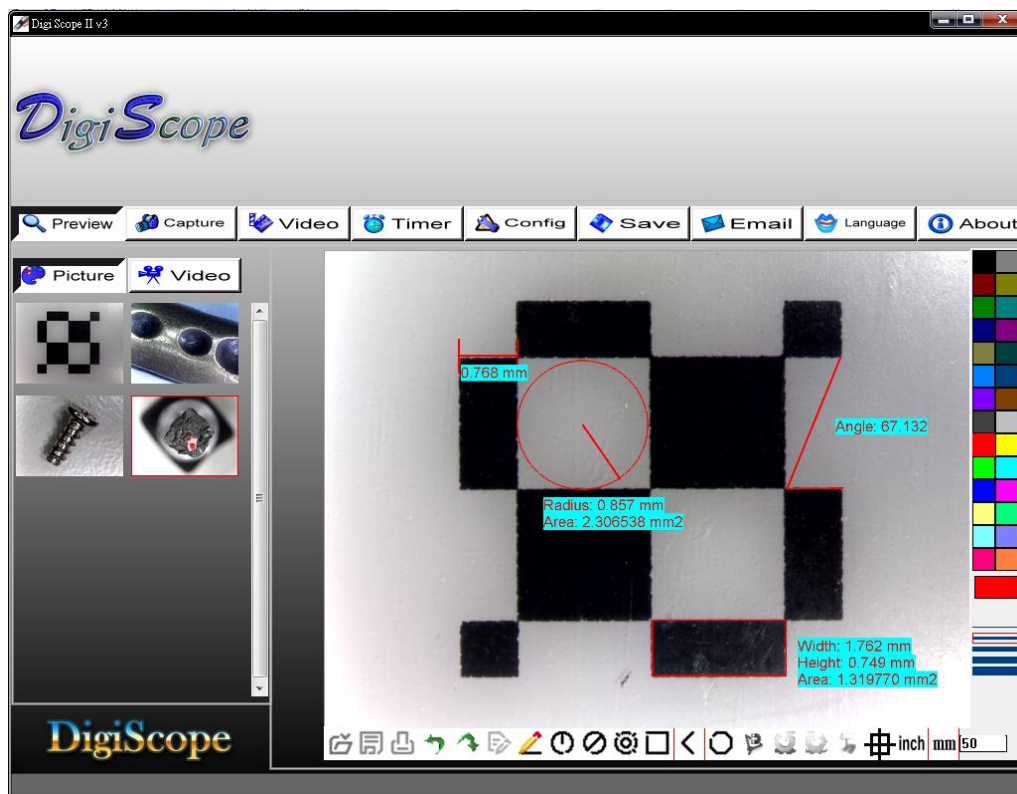 Digi Scope II v3
DigiScope
Preview
Capture
Video
Timer
Config
Save
Email
Language
About
Picture
Video
0.768 mm
Angle: 67.132
Radius: 0.857 mm
Area: 2.306538 mm2
Width: 1.762 mm
Height: 0.749 mm
Area: 1.319770 mm2
DigiScope
inch mm 50